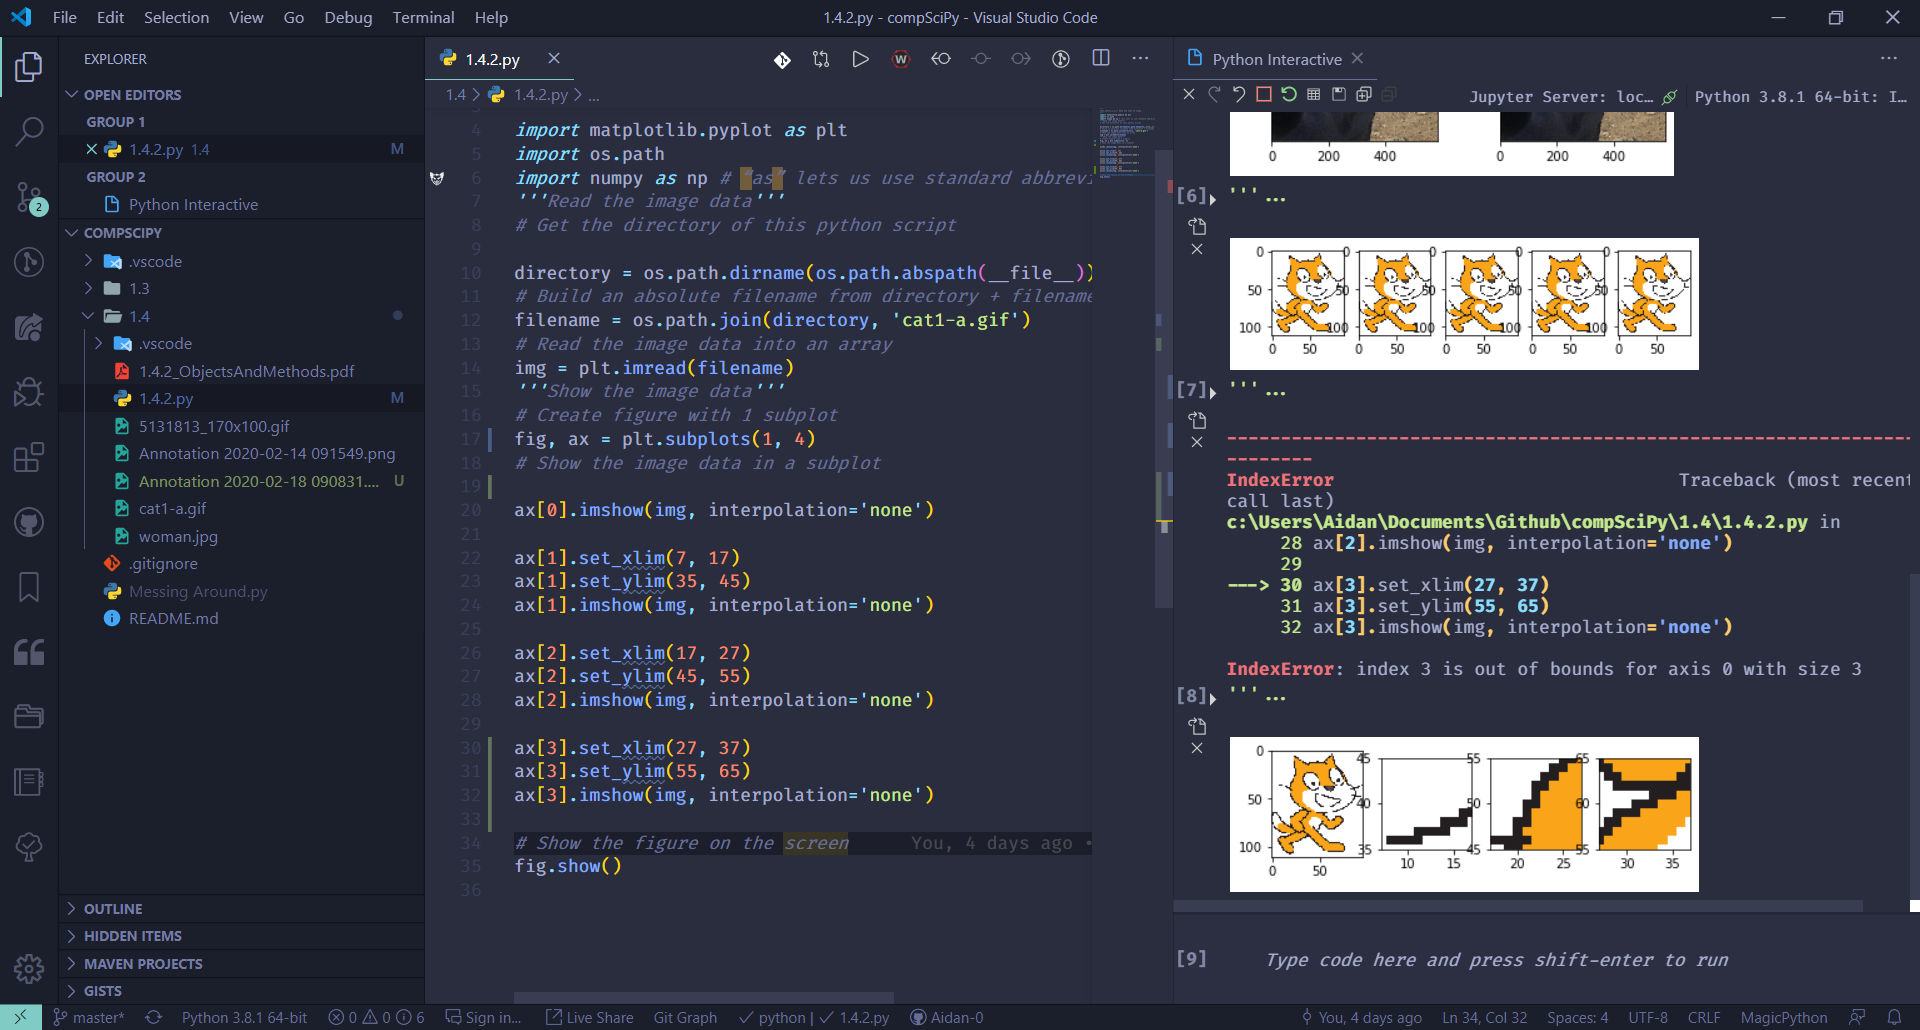 File Edit Selection View Go Debug Terminal Help
1.4.2.py - compSciPy - Visual Studio Code
EXPLORER
OPEN EDITORS
GROUP 1
1.4.2.py 1.4 M
GROUP 2
Python Interactive
COMPSCIPY
.vscode
1.3
1.4
.vscode
1.4.2_ObjectsAndMethods.pdf
1.4.2.py M
5131813_170x100.gif
Annotation 2020-02-14 091549.png
Annotation 2020-02-18 090831.... U
cat1-a.gif
woman.jpg
.gitignore
Messing Around.py
README.md
OUTLINE
HIDDEN ITEMS
MAVEN PROJECTS
GISTS
2
1.4.2.py
1.4 > 1.4.2.py > ...
4 import matplotlib.pyplot as plt
5 import os.path
6 import numpy as np # "as" lets us use standard abbrevi
7 '''Read the image data'''
8 # Get the directory of this python script
9
10 directory = os.path.dirname(os.path.abspath(__file__))
11 # Build an absolute filename from directory + filename
12 filename = os.path.join(directory, 'cat1-a.gif')
13 # Read the image data into an array
14 img = plt.imread(filename)
15 '''Show the image data'''
16 # Create figure with 1 subplot
17 fig, ax = plt.subplots(1, 4)
18 # Show the image data in a subplot
19
20 ax[0].imshow(img, interpolation='none')
21
22 ax[1].set_xlim(7, 17)
23 ax[1].set_ylim(35, 45)
24 ax[1].imshow(img, interpolation='none')
25
26 ax[2].set_xlim(17, 27)
27 ax[2].set_ylim(45, 55)
28 ax[2].imshow(img, interpolation='none')
29
30 ax[3].set_xlim(27, 37)
31 ax[3].set_ylim(55, 65)
32 ax[3].imshow(img, interpolation='none')
33
34 # Show the figure on the screen You, 4 days ago •
35 fig.show()
36
Python Interactive
Jupyter Server: loc... Python 3.8.1 64-bit: I...
0 200 400 0 200 400
[6] '''...
0 0 0 0 0
50 50 50 50 50
100 100 100 100 100
0 50 0 50 0 50 0 50 0 50
[7] '''...
---------------------------------------------------------------
--------
IndexError Traceback (most recent
call last)
c:\Users\Aidan\Documents\Github\compSciPy\1.4\1.4.2.py in
28 ax[2].imshow(img, interpolation='none')
29
---> 30 ax[3].set_xlim(27, 37)
31 ax[3].set_ylim(55, 65)
32 ax[3].imshow(img, interpolation='none')
IndexError: index 3 is out of bounds for axis 0 with size 3
[8] '''...
0 45 55 65
50 40 50 60
100 35 45 55
0 50 10 15 20 25 30 35
[9] Type code here and press shift-enter to run
master* Python 3.8.1 64-bit 0 0 6 Sign in... Live Share Git Graph python | 1.4.2.py Aidan-0 You, 4 days ago Ln 34, Col 32 Spaces: 4 UTF-8 CRLF MagicPython